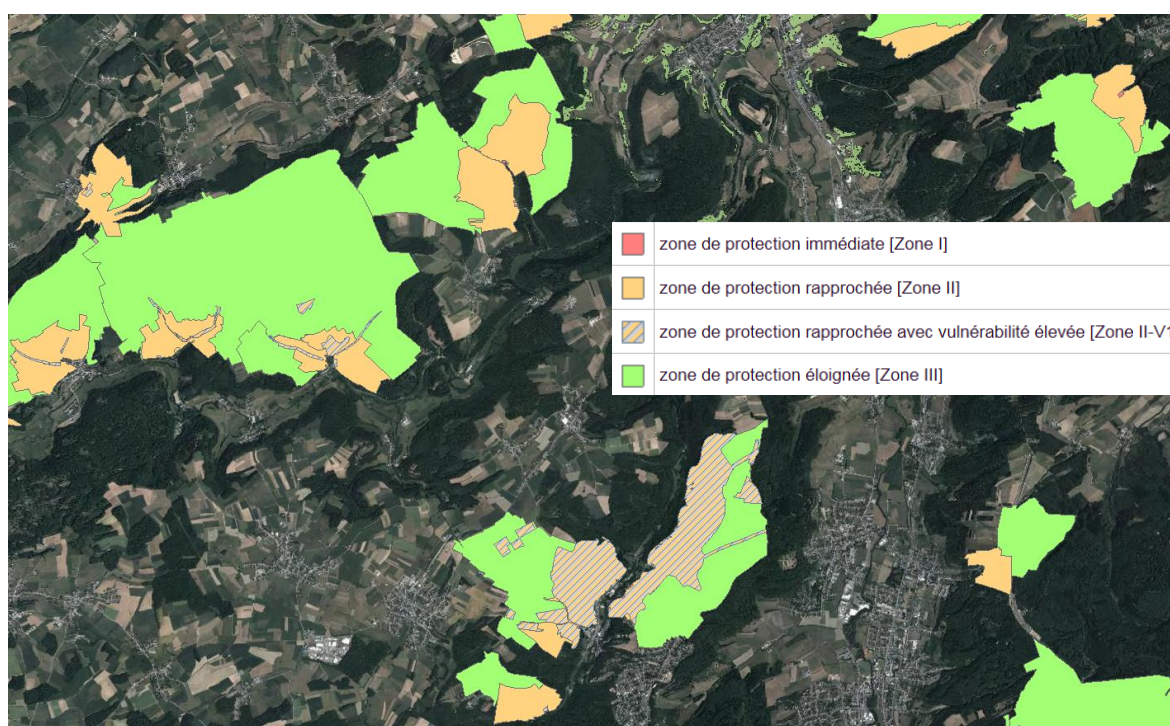 zone de protection immédiate [Zone I]
zone de protection rapprochée [Zone II]
zone de protection rapprochée avec vulnérabilité élevée [Zone II-V1
zone de protection éloignée [Zone III]